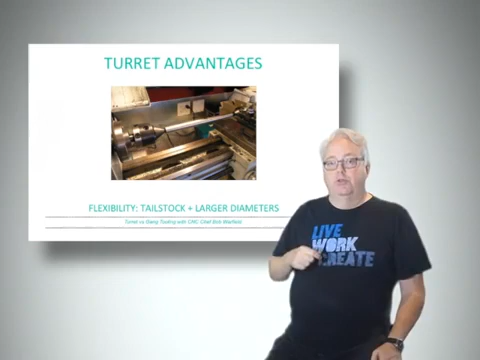 TURRET ADVANTAGES
FLEXIBILITY: TAILSTOCK + LARGER DIAMETERS
Turret vs Gang Tooling with CNC Chef Bob Warfield
LIVE
WORK
CREATE